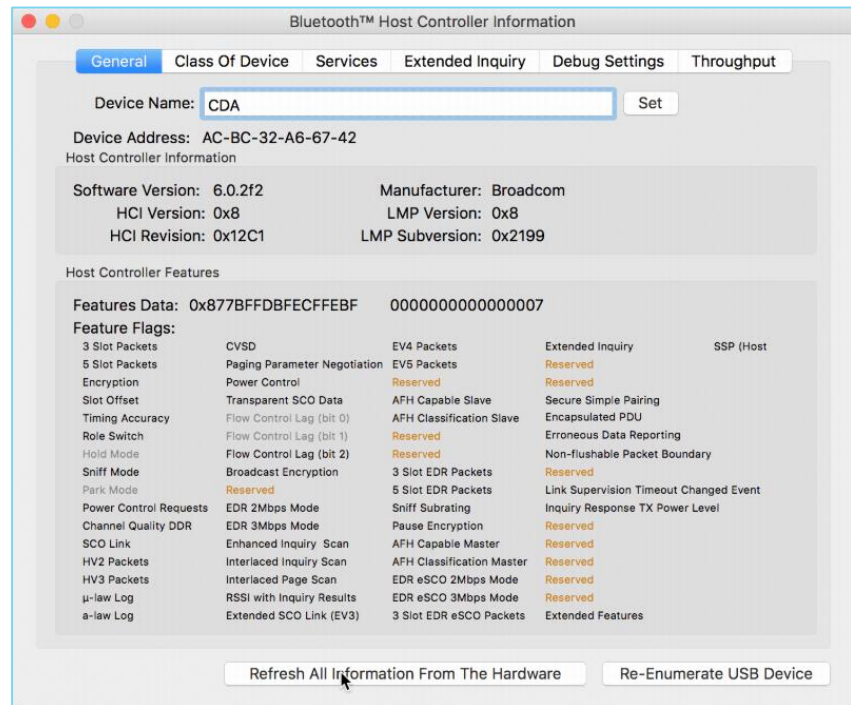 Bluetooth™ Host Controller Information
General Class Of Device Services Extended Inquiry Debug Settings Throughput
Device Name: CDA Set
Device Address: AC-BC-32-A6-67-42
Host Controller Information
Software Version: 6.0.2f2 Manufacturer: Broadcom
HCI Version: 0x8 LMP Version: 0x8
HCI Revision: 0x12C1 LMP Subversion: 0x2199
Host Controller Features
Features Data: 0x877BFFDBFECFFEBF 0000000000000007
Feature Flags:
3 Slot Packets CVSD EV4 Packets Extended Inquiry SSP (Host
5 Slot Packets Paging Parameter Negotiation EV5 Packets Reserved
Encryption Power Control Reserved Reserved
Slot Offset Transparent SCO Data AFH Capable Slave Secure Simple Pairing
Timing Accuracy Flow Control Lag (bit 0) AFH Classification Slave Encapsulated PDU
Role Switch Flow Control Lag (bit 1) Reserved Erroneous Data Reporting
Hold Mode Flow Control Lag (bit 2) Reserved Non-flushable Packet Boundary
Sniff Mode Broadcast Encryption 3 Slot EDR Packets Reserved
Park Mode Reserved 5 Slot EDR Packets Link Supervision Timeout Changed Event
Power Control Requests EDR 2Mbps Mode Sniff Subrating Inquiry Response TX Power Level
Channel Quality DDR EDR 3Mbps Mode Pause Encryption Reserved
SCO Link Enhanced Inquiry Scan AFH Capable Master Reserved
HV2 Packets Interlaced Inquiry Scan AFH Classification Master Reserved
HV3 Packets Interlaced Page Scan EDR eSCO 2Mbps Mode Reserved
µ-law Log RSSI with Inquiry Results EDR eSCO 3Mbps Mode Reserved
a-law Log Extended SCO Link (EV3) 3 Slot EDR eSCO Packets Extended Features
Refresh All Information From The Hardware Re-Enumerate USB Device